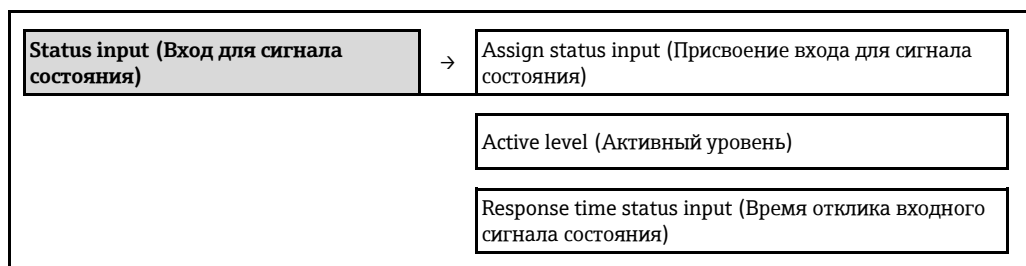 Status input (Вход для сигнала
состояния)
→
Assign status input (Присвоение входа для сигнала
состояния)
Active level (Активный уровень)
Response time status input (Время отклика входного
сигнала состояния)